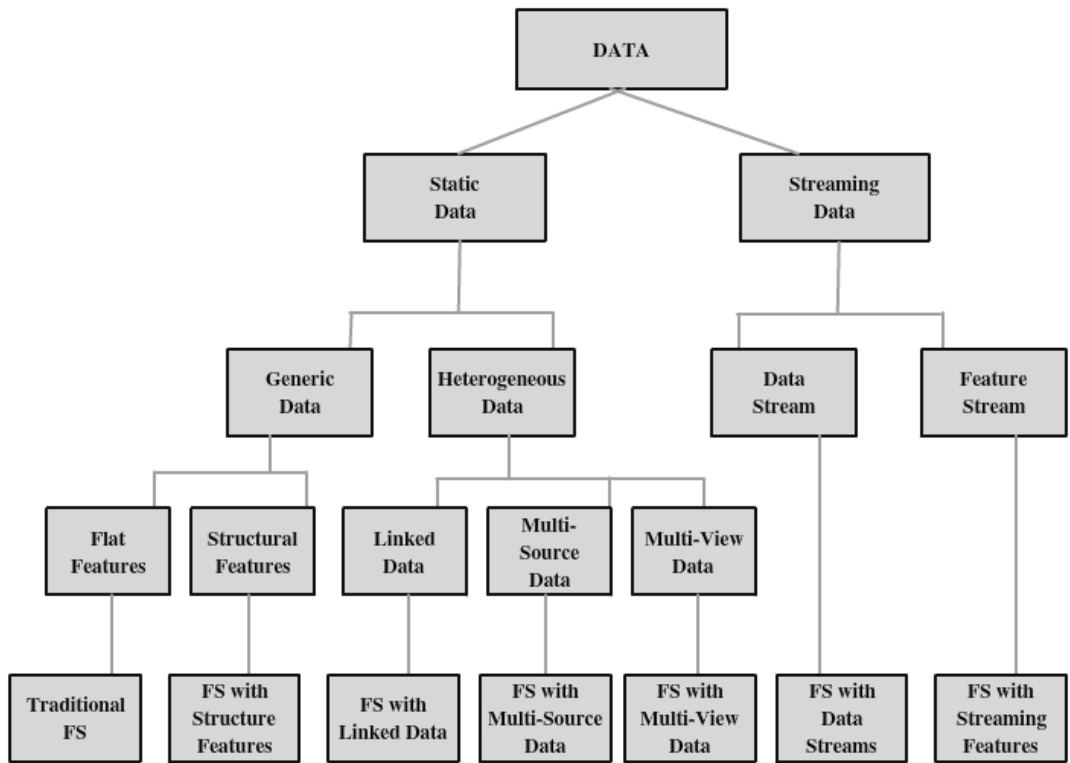 DATA
Static
Data
Streaming
Data
Generic
Data
Heterogeneous
Data
Data
Stream
Feature
Stream
Flat
Features
Structural
Features
Linked
Data
Multi-
Source
Data
Multi-View
Data
Traditional
FS
FS with
Structure
Features
FS with
Linked Data
FS with
Multi-Source
Data
FS with
Multi-View
Data
FS with
Data
Streams
FS with
Streaming
Features